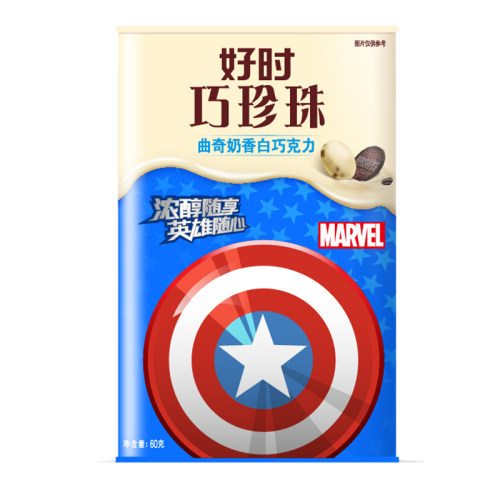 图片仅供参考
好时
巧珍珠
曲奇奶香白巧克力
浓醇随享
英雄随心
MARVEL
净含量：60克